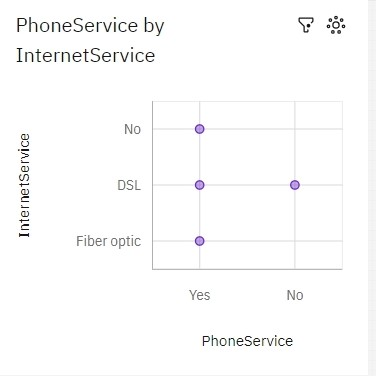 PhoneService by
InternetService
InternetService
No
DSL
Fiber optic
Yes
No
PhoneService